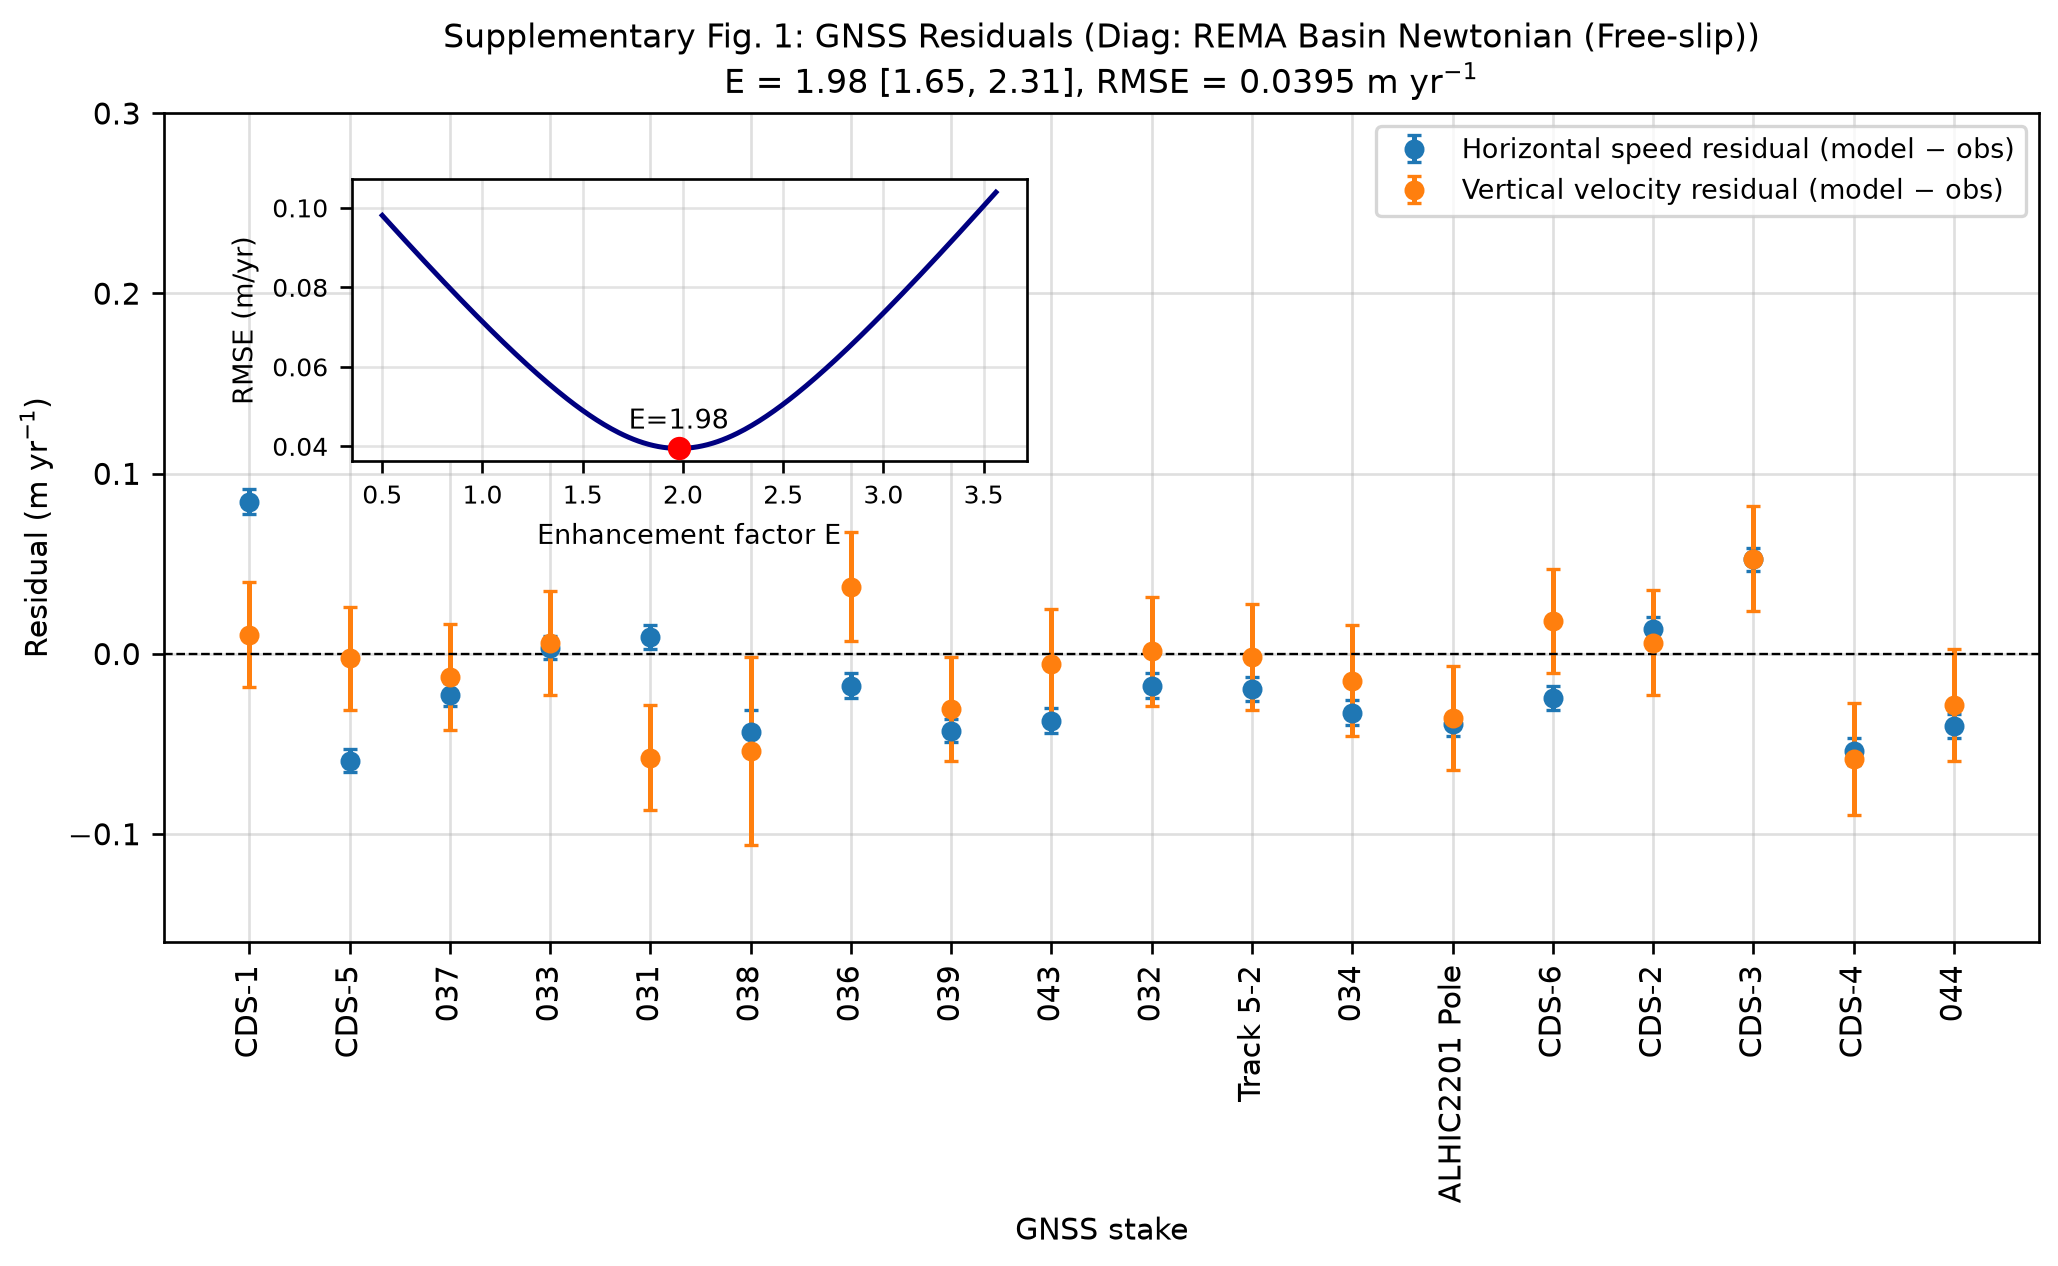 Supplementary Fig. 1: GNSS Residuals (Diag: REMA Basin Newtonian (Free-slip))
E = 1.98 [1.65, 2.31], RMSE = 0.0395 m yr⁻¹
Horizontal speed residual (model − obs)
Vertical velocity residual (model − obs)
Residual (m yr⁻¹)
0.3
0.2
0.1
0.0
−0.1
RMSE (m/yr)
0.10
0.08
0.06
0.04
E=1.98
0.5 1.0 1.5 2.0 2.5 3.0 3.5
Enhancement factor E
CDS-1
CDS-5
037
033
031
038
036
039
043
032
Track 5-2
034
ALHIC2201 Pole
CDS-6
CDS-2
CDS-3
CDS-4
044
GNSS stake